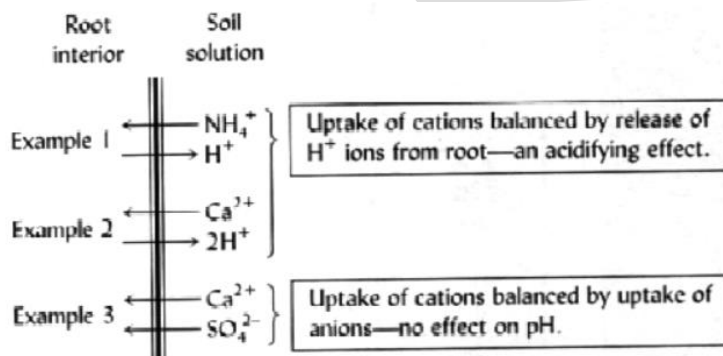 Root interior
Soil solution
Example 1
NH₄⁺
H⁺
Uptake of cations balanced by release of
H⁺ ions from root—an acidifying effect.
Example 2
Ca²⁺
2H⁺
Example 3
Ca²⁺
SO₄²⁻
Uptake of cations balanced by uptake of
anions—no effect on pH.